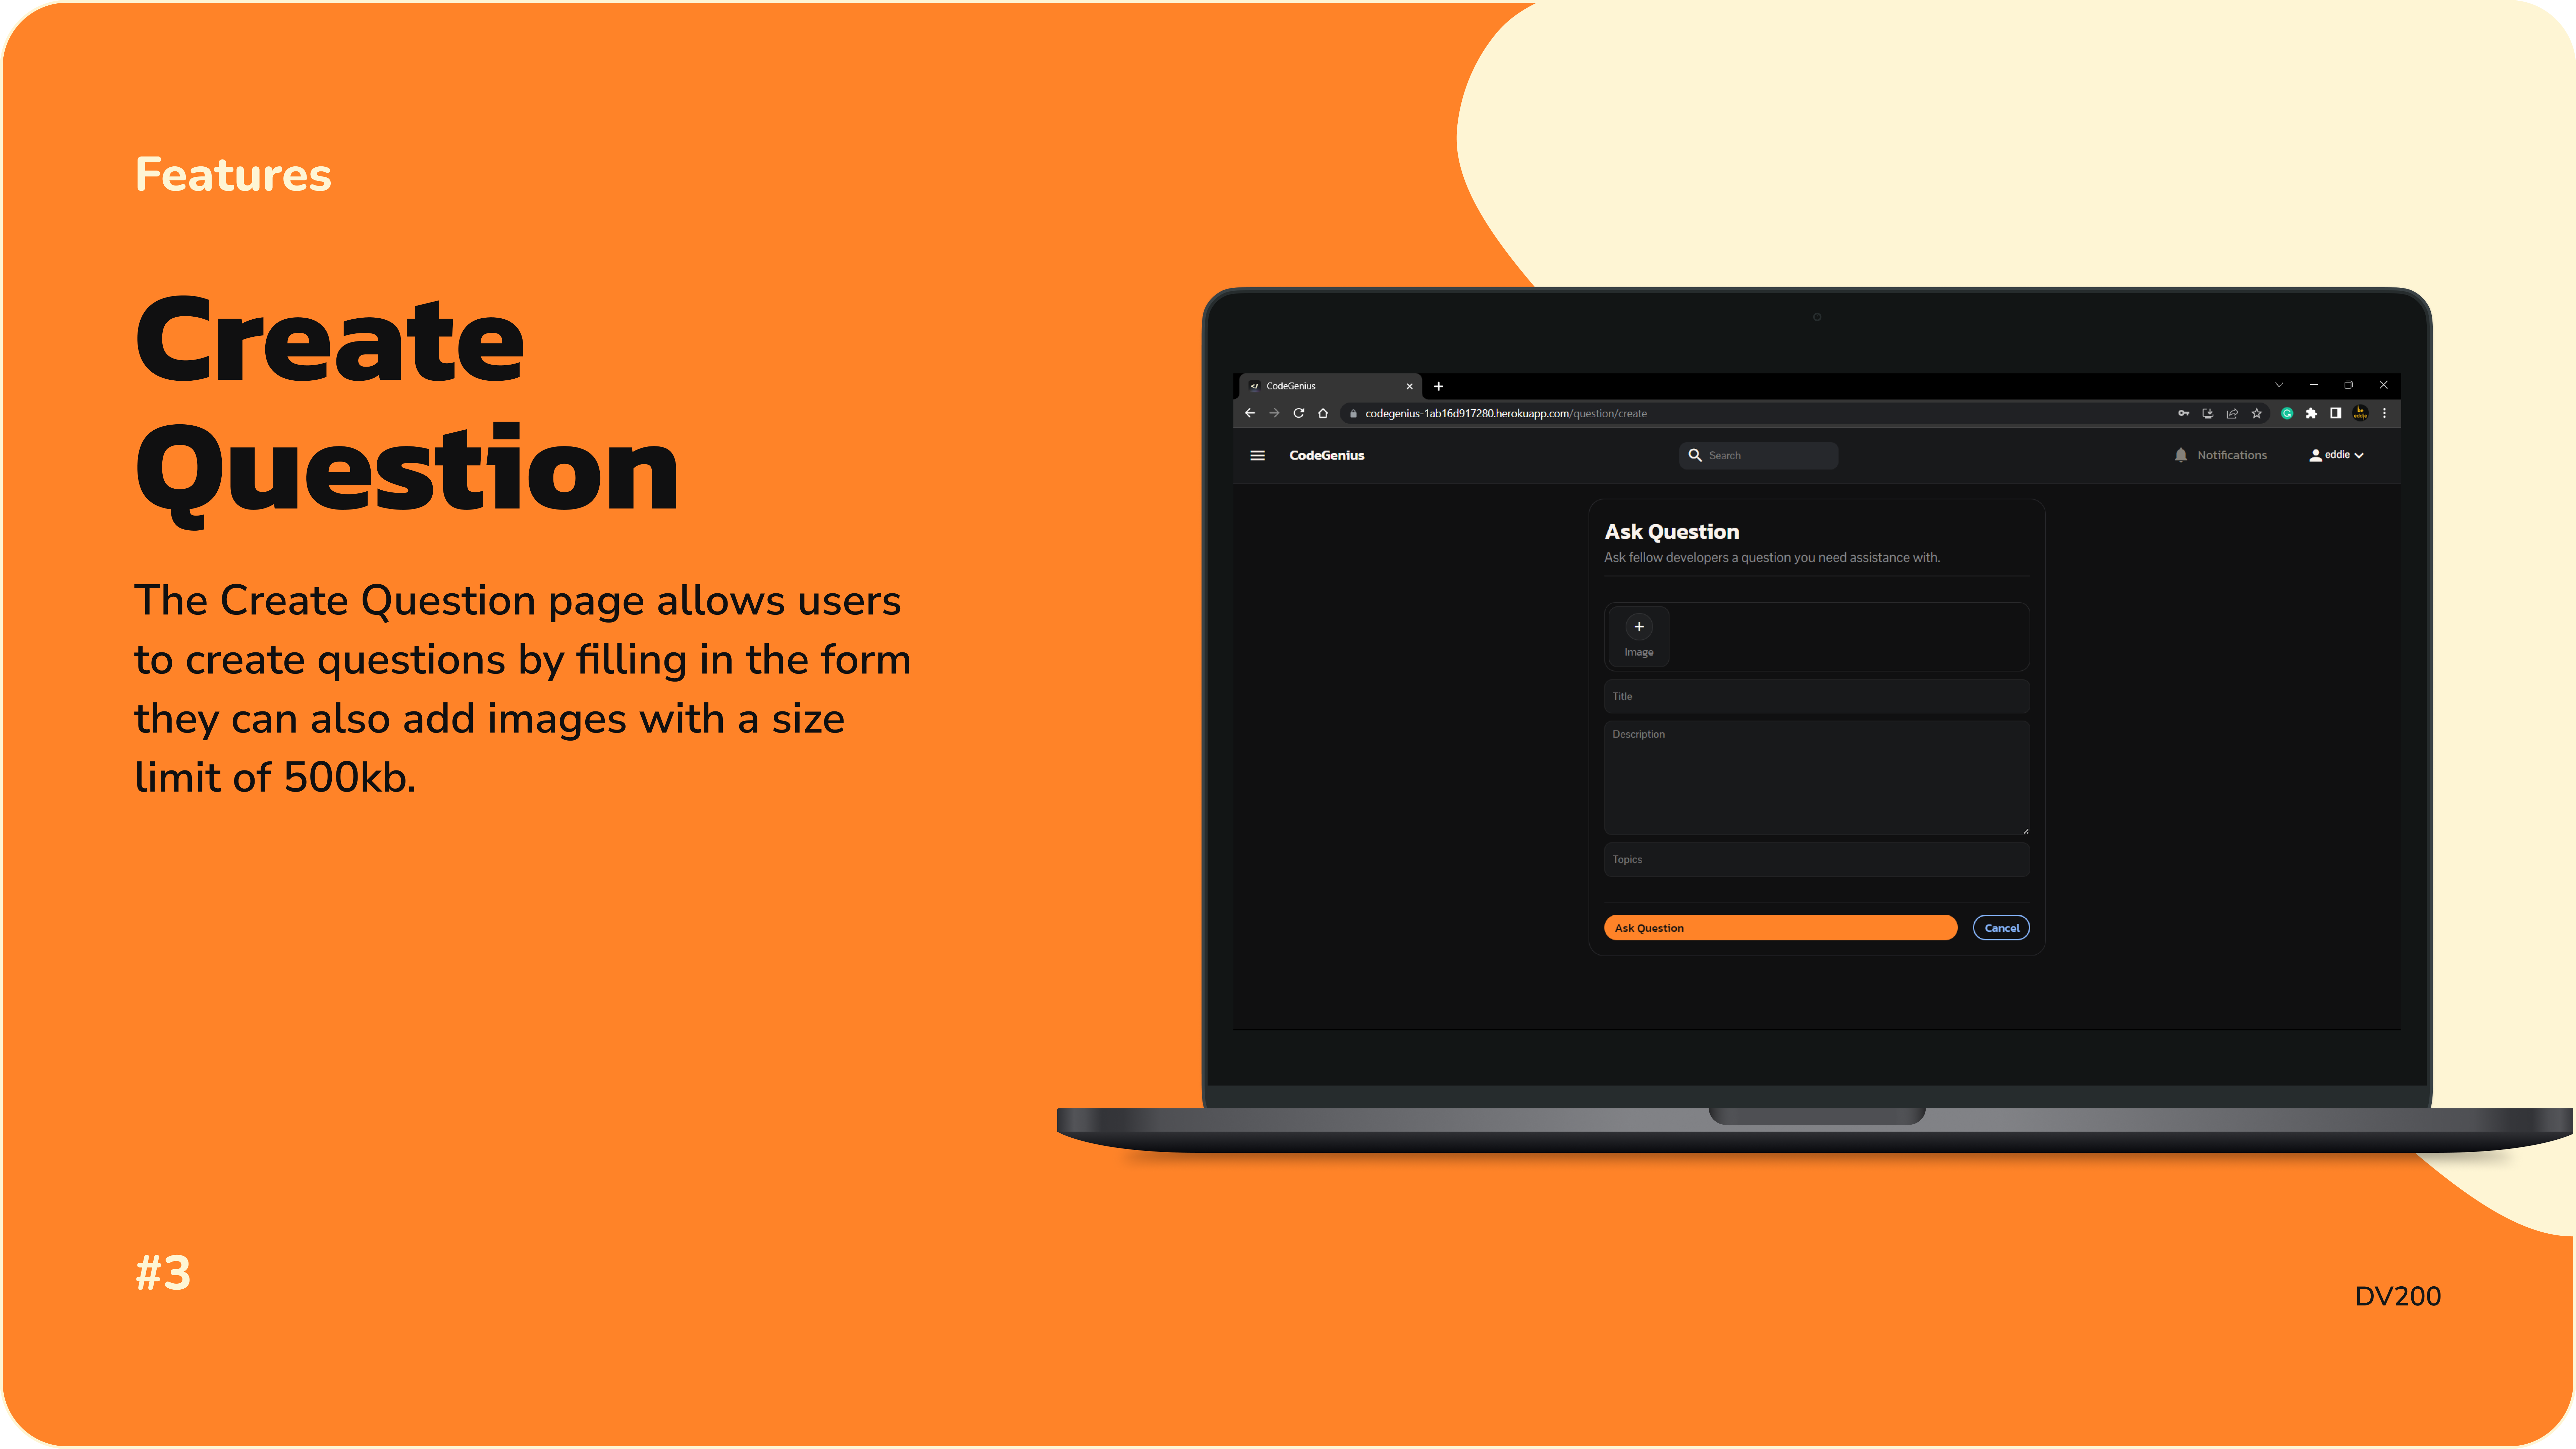 Features
Create
Question
The Create Question page allows users
to create questions by filling in the form
they can also add images with a size
limit of 500kb.
#3
CodeGenius
codegenius-1ab16d917280.herokuapp.com/question/create
CodeGenius
Search
Notifications
eddie
Ask Question
Ask fellow developers a question you need assistance with.
Image
Title
Description
Topics
Ask Question
Cancel
DV200